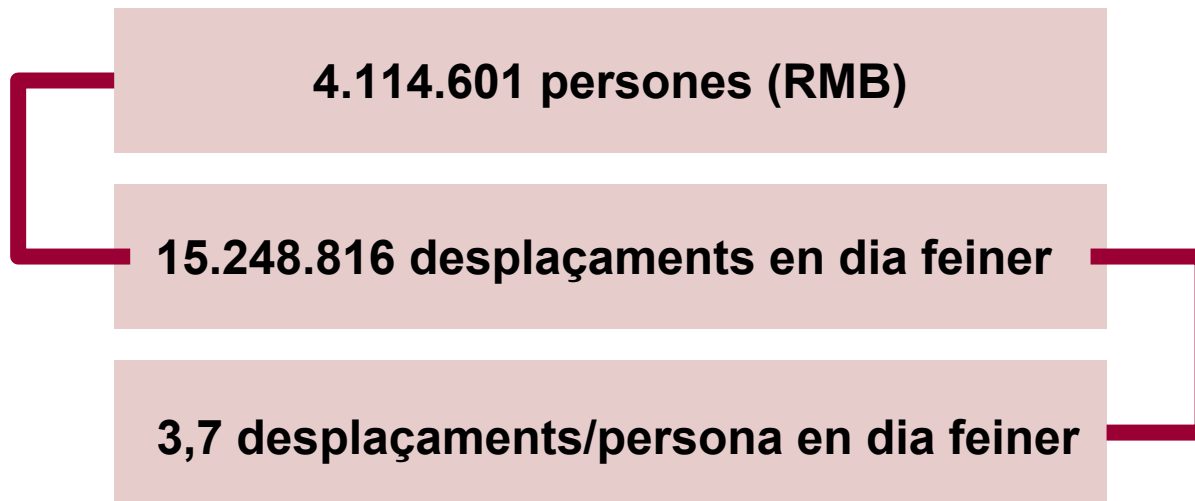 4.114.601 persones (RMB)
15.248.816 desplaçaments en dia feiner
3,7 desplaçaments/persona en dia feiner